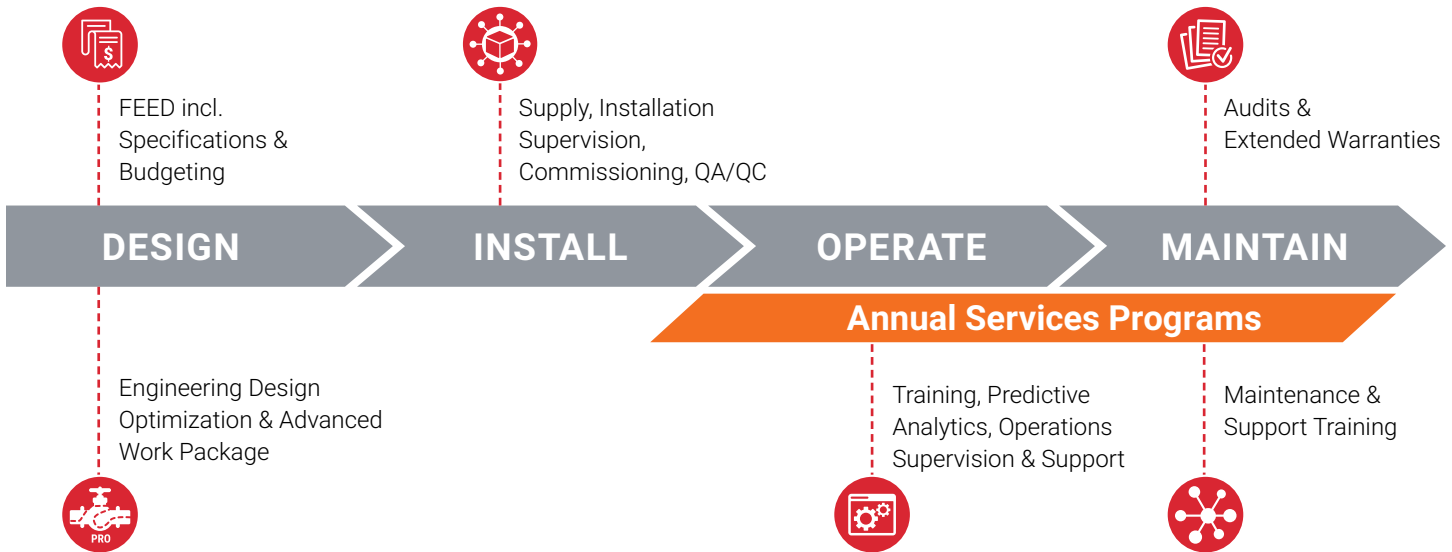 $
FEED incl.
Specifications &
Budgeting
Supply, Installation
Supervision,
Commissioning, QA/QC
Audits &
Extended Warranties
DESIGN
INSTALL
OPERATE
MAINTAIN
Annual Services Programs
Engineering Design
Optimization & Advanced
Work Package
PRO
Training, Predictive
Analytics, Operations
Supervision & Support
Maintenance &
Support Training